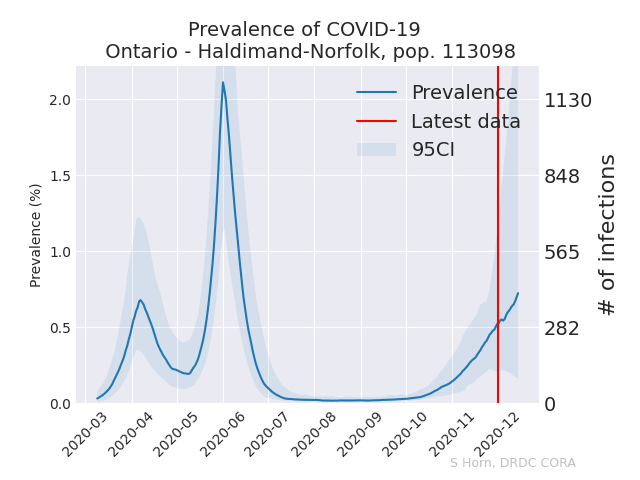 Prevalence of COVID-19
Ontario - Haldimand-Norfolk, pop. 113098
Prevalence
Latest data
95CI
Prevalence (%)
2.0
1.5
1.0
0.5
0.0
1130
848
565
282
0
# of infections
2020-03
2020-04
2020-05
2020-06
2020-07
2020-08
2020-09
2020-10
2020-11
2020-12
S Horn, DRDC CORA